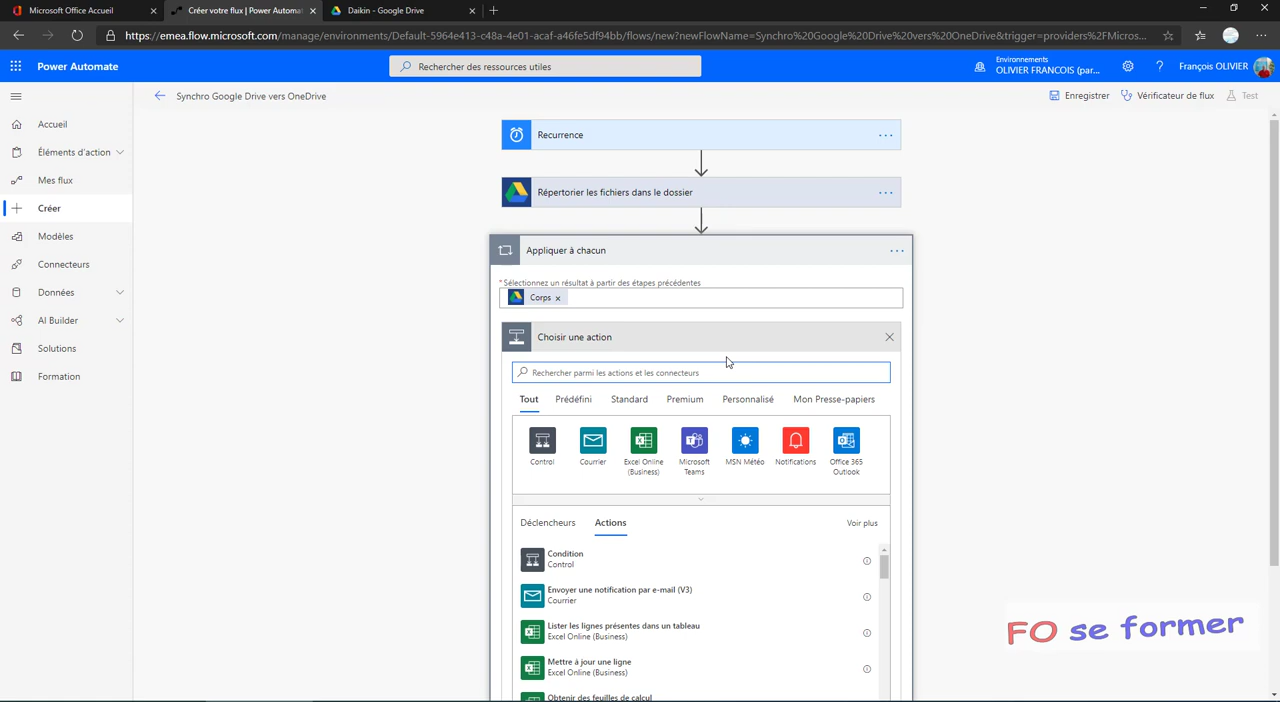 Microsoft Office Accueil
Créer votre flux | Power Automat
Daikin - Google Drive
https://emea.flow.microsoft.com/manage/environments/Default-5964e413-c48a-4e01-acaf-a46fe5df94bb/flows/new?newFlowName=Synchro%20Google%20Drive%20vers%20OneDrive&trigger=providers%2FMicros...
Power Automate
Rechercher des ressources utiles
Environnements
OLIVIER FRANCOIS (par...
François OLIVIER
Synchro Google Drive vers OneDrive
Enregistrer
Vérificateur de flux
Test
Accueil
Éléments d'action
Mes flux
Créer
Modèles
Connecteurs
Données
AI Builder
Solutions
Formation
Recurrence
Répertorier les fichiers dans le dossier
Appliquer à chacun
* Sélectionnez un résultat à partir des étapes précédentes
Corps
Choisir une action
Rechercher parmi les actions et les connecteurs
Tout Prédéfini Standard Premium Personnalisé Mon Presse-papiers
Control
Courrier
Excel Online
(Business)
Microsoft
Teams
MSN Météo
Notifications
Office 365
Outlook
Déclencheurs Actions Voir plus
Condition
Control
Envoyer une notification par e-mail (V3)
Courrier
Lister les lignes présentes dans un tableau
Excel Online (Business)
Mettre à jour une ligne
Excel Online (Business)
Obtenir des feuilles de calcul
FO se former